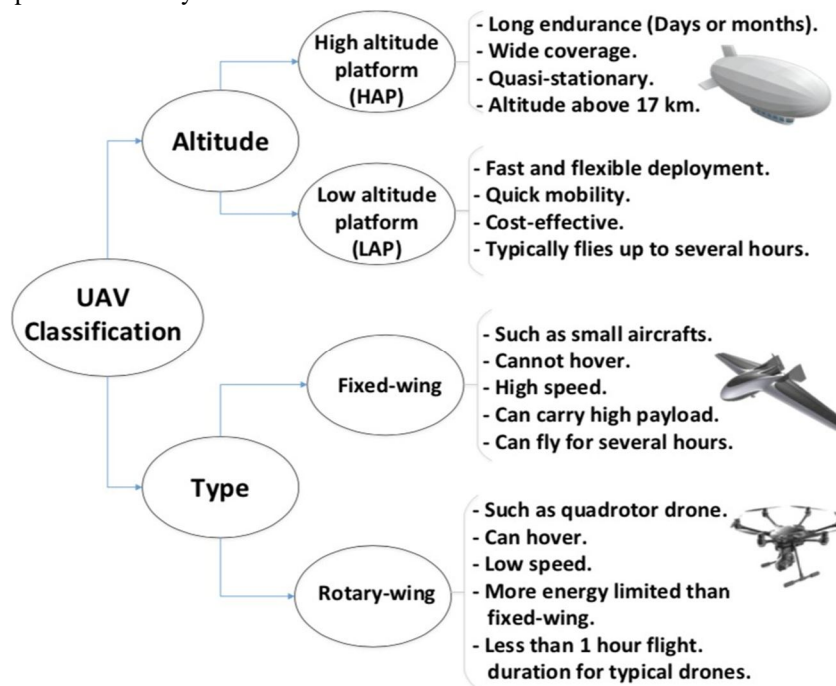 High altitude
platform
(HAP)
- Long endurance (Days or months).
- Wide coverage.
- Quasi-stationary.
- Altitude above 17 km.
Altitude
Low altitude
platform
(LAP)
- Fast and flexible deployment.
- Quick mobility.
- Cost-effective.
- Typically flies up to several hours.
UAV
Classification
Fixed-wing
- Such as small aircrafts.
- Cannot hover.
- High speed.
- Can carry high payload.
- Can fly for several hours.
Type
Rotary-wing
- Such as quadrotor drone.
- Can hover.
- Low speed.
- More energy limited than
fixed-wing.
- Less than 1 hour flight.
duration for typical drones.